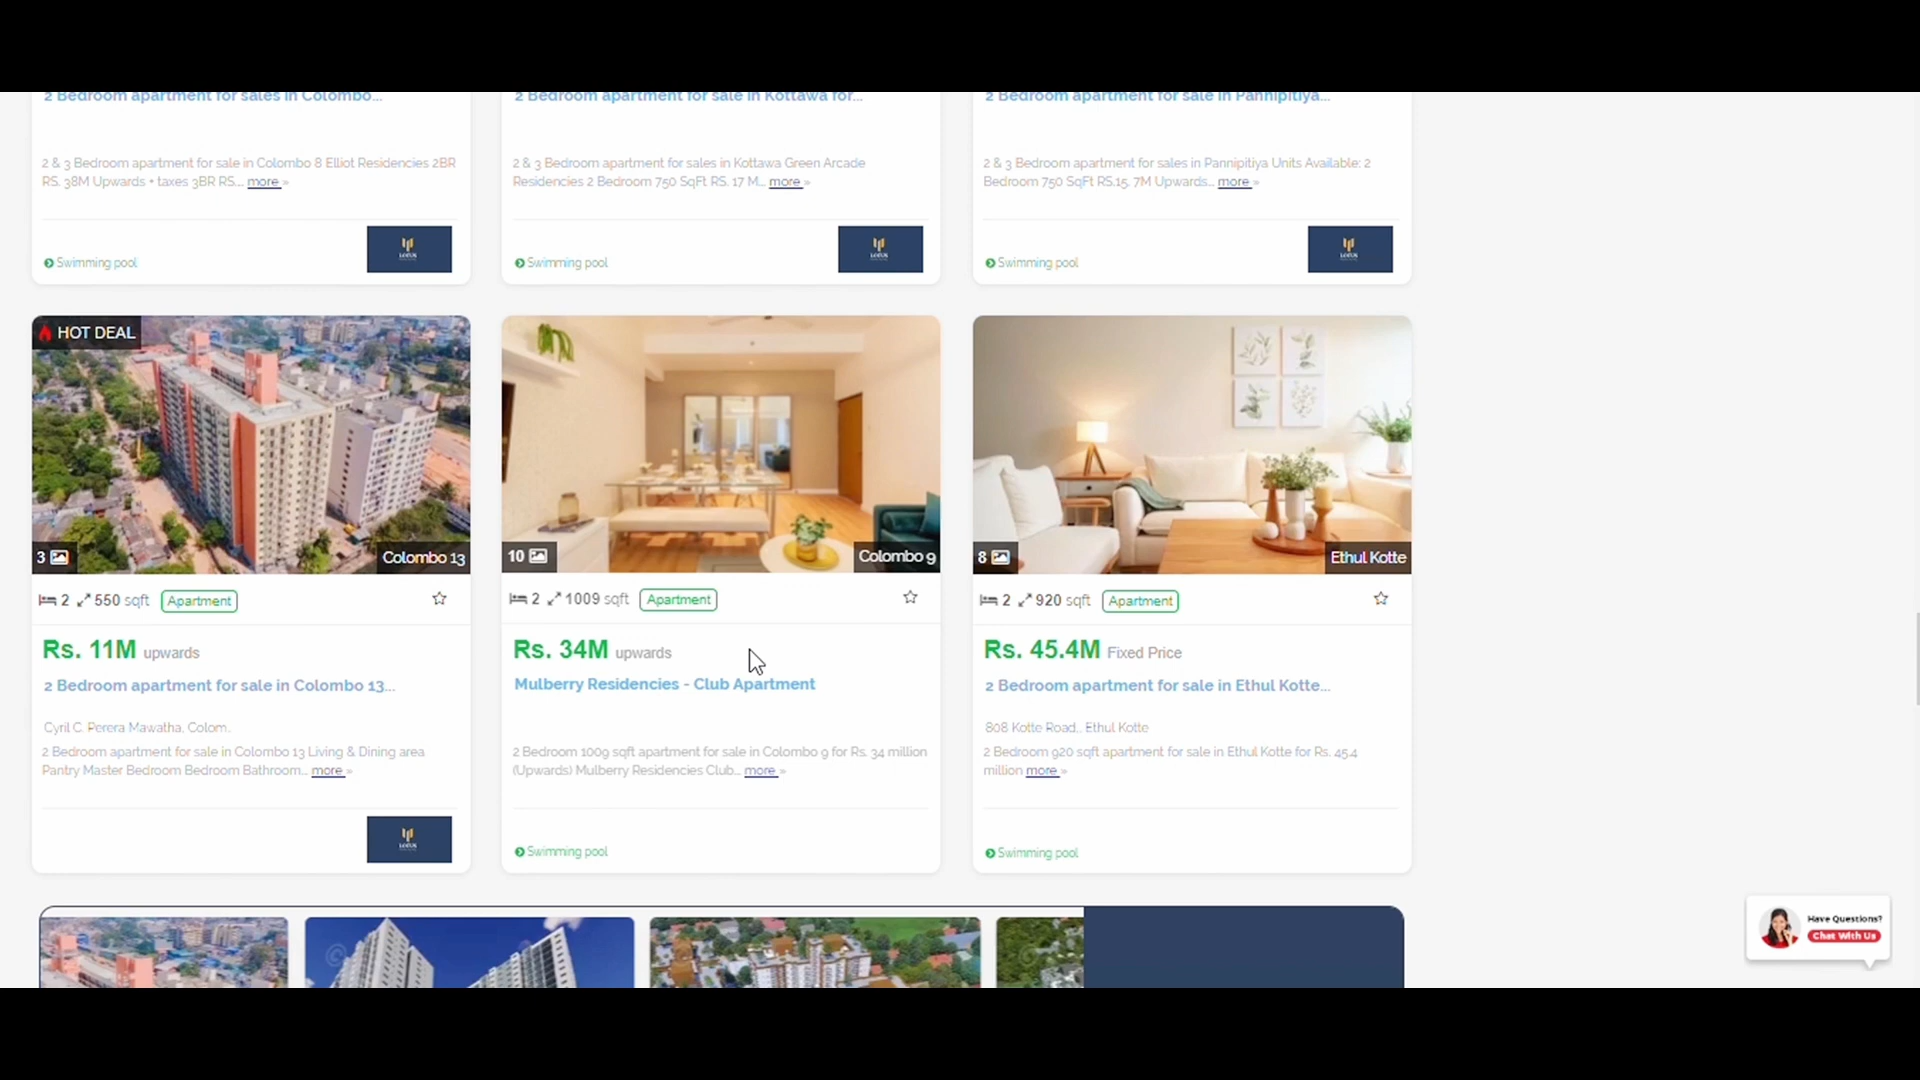 2 Bedroom apartment for sales in Colombo...
2 Bedroom apartment for sale in Kottawa for...
2 Bedroom apartment for sale in Pannipitiya...
2 & 3 Bedroom apartment for sale in Colombo 8 Elliot Residencies 2BR
RS. 38M Upwards + taxes 3BR RS.... more »
2 & 3 Bedroom apartment for sales in Kottawa Green Arcade
Residencies 2 Bedroom 750 SqFt RS. 17 M... more »
2 & 3 Bedroom apartment for sales in Pannipitiya Units Available: 2
Bedroom 750 SqFt RS.15. 7M Upwards... more »
Swimming pool
LOTUS
Swimming pool
LOTUS
Swimming pool
LOTUS
HOT DEAL
3
Colombo 13
10
Colombo 9
8
Ethul Kotte
2 550 sqft Apartment
2 1009 sqft Apartment
2 920 sqft Apartment
Rs. 11M upwards
2 Bedroom apartment for sale in Colombo 13...
Cyril C. Perera Mawatha, Colom..
2 Bedroom apartment for sale in Colombo 13 Living & Dining area
Pantry Master Bedroom Bedroom Bathroom... more »
LOTUS
Rs. 34M upwards
Mulberry Residencies - Club Apartment
2 Bedroom 1009 sqft apartment for sale in Colombo 9 for Rs. 34 million
(Upwards) Mulberry Residencies Club... more »
Swimming pool
Rs. 45.4M Fixed Price
2 Bedroom apartment for sale in Ethul Kotte...
808 Kotte Road,, Ethul Kotte
2 Bedroom 920 sqft apartment for sale in Ethul Kotte for Rs. 45.4
million more »
Swimming pool
Have Questions?
Chat With Us